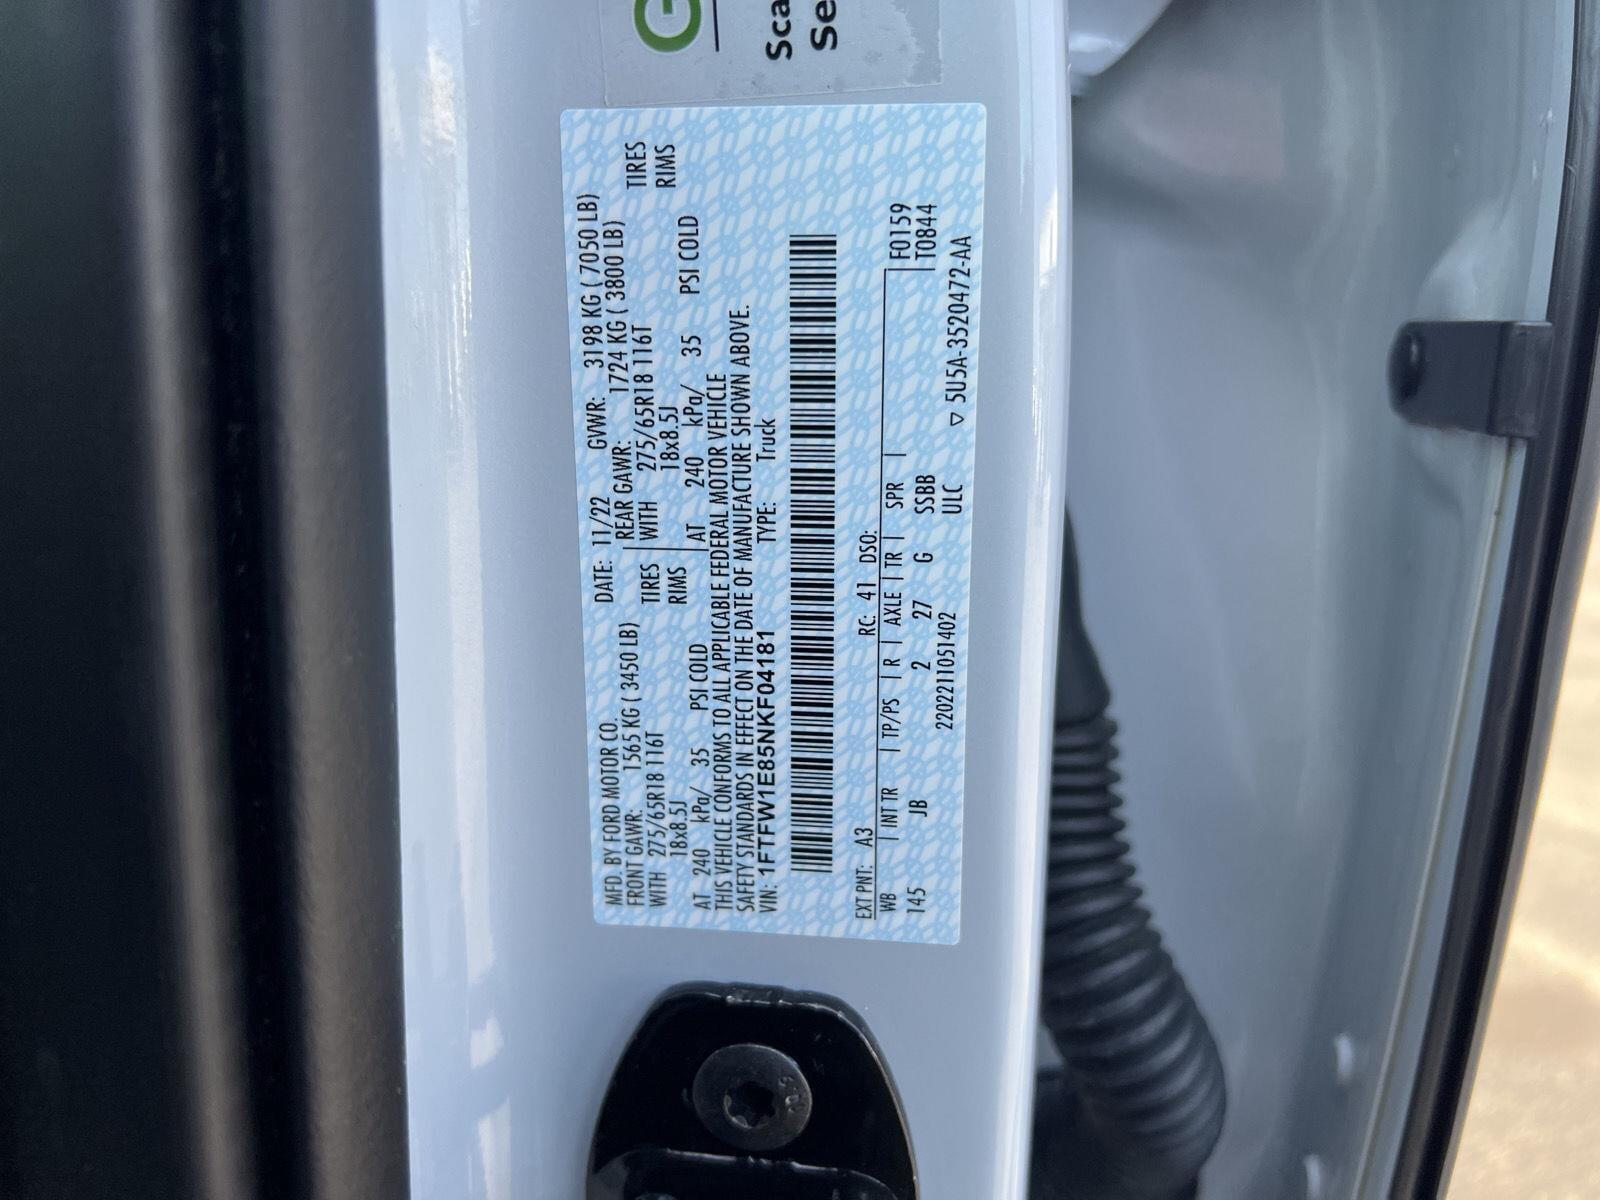 G
Sca
Se
MFD. BY FORD MOTOR CO. DATE: 11/22 GVWR: 3198 KG ( 7050 LB)
FRONT GAWR: 1565 KG ( 3450 LB) REAR GAWR: 1724 KG ( 3800 LB)
WITH 275/65R18 116T TIRES WITH 275/65R18 116T TIRES
18x8.5J RIMS 18x8.5J RIMS
AT 240 kPa/ 35 PSI COLD AT 240 kPa/ 35 PSI COLD
THIS VEHICLE CONFORMS TO ALL APPLICABLE FEDERAL MOTOR VEHICLE
SAFETY STANDARDS IN EFFECT ON THE DATE OF MANUFACTURE SHOWN ABOVE.
VIN: 1FTFW1E85NKF04181 TYPE: Truck
EXT PNT: A3 RC: 41 DSO:
WB INT TR TP/PS R AXLE TR SPR F0159
145 JB 2 27 G SSBB T0844
2202211051402 ULC ▽ 5U5A-3520472-AA
10.9